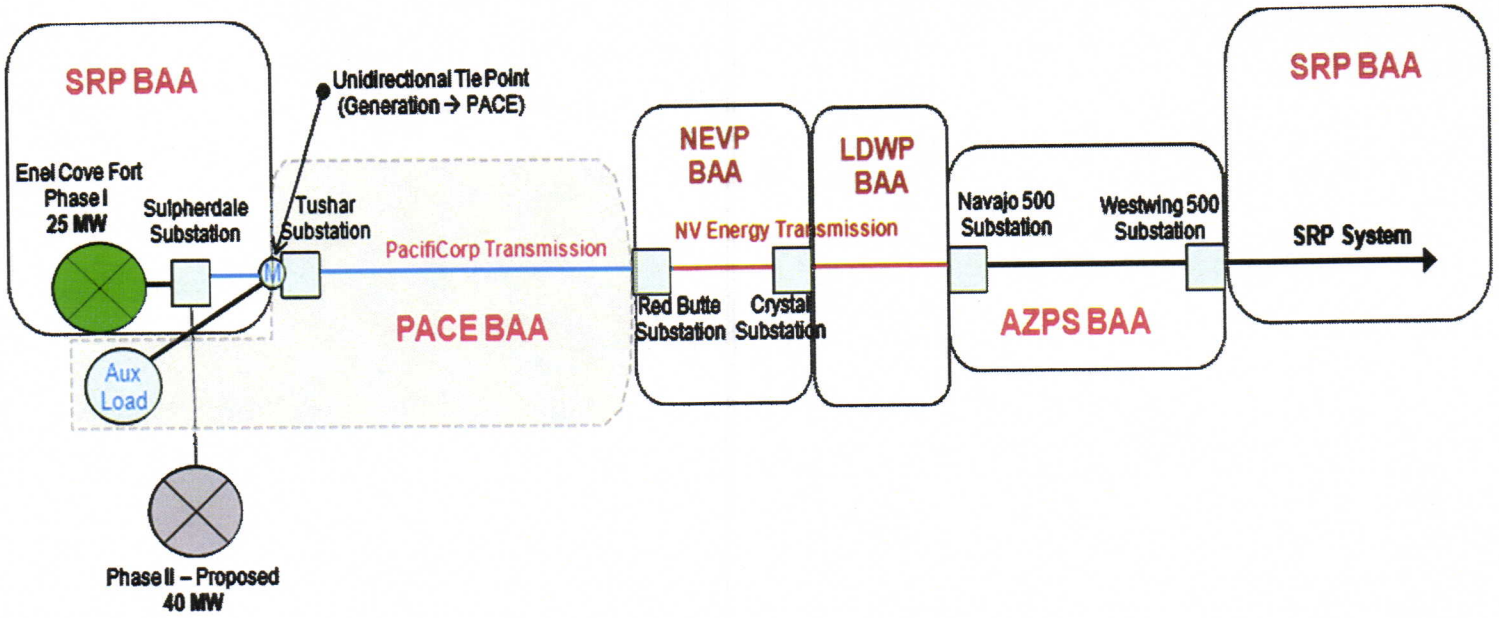 SRP BAA
Unidirectional Tie Point
(Generation → PACE)
Enel Cove Fort
Phase I
25 MW
Sulpherdale
Substation
M
Tushar
Substation
PacifiCorp Transmission
PACE BAA
Aux
Load
Phase II – Proposed
40 MW
NEVP
BAA
LDWP
BAA
NV Energy Transmission
Red Butte
Substation
Crystal
Substation
Navajo 500
Substation
Westwing 500
Substation
AZPS BAA
SRP BAA
SRP System